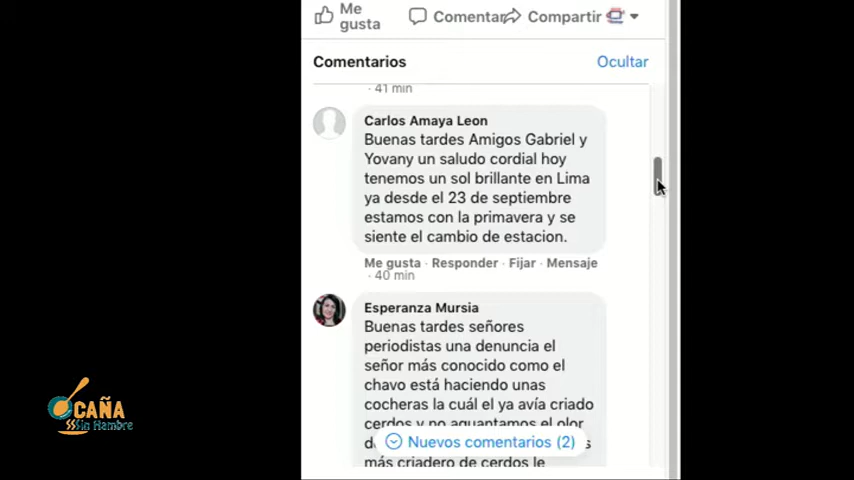 Me
gusta
Comentar
Compartir
Comentarios
Ocultar
· 41 min
Carlos Amaya Leon
Buenas tardes Amigos Gabriel y
Yovany un saludo cordial hoy
tenemos un sol brillante en Lima
ya desde el 23 de septiembre
estamos con la primavera y se
siente el cambio de estacion.
Me gusta · Responder · Fijar · Mensaje
· 40 min
Esperanza Mursia
Buenas tardes señores
periodistas una denuncia el
señor más conocido como el
chavo está haciendo unas
cocheras la cuál el ya avía criado
cerdos y no aguantamos el olor
Nuevos comentarios (2)
más criadero de cerdos le
OCAÑA
Sin Hambre